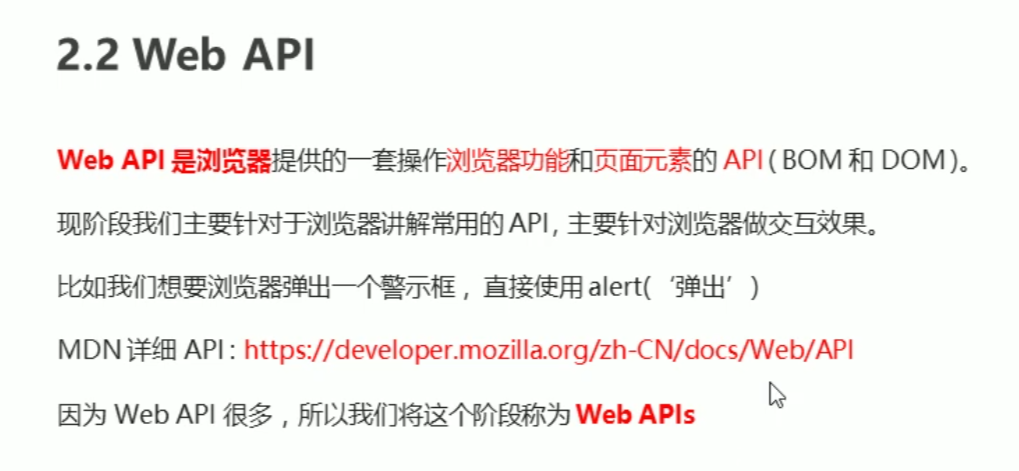 2.2 Web API
Web API 是浏览器提供的一套操作浏览器功能和页面元素的 API ( BOM 和 DOM )。
现阶段我们主要针对于浏览器讲解常用的 API, 主要针对浏览器做交互效果。
比如我们想要浏览器弹出一个警示框， 直接使用 alert(‘弹出’)
MDN 详细 API : https://developer.mozilla.org/zh-CN/docs/Web/API
因为 Web API 很多，所以我们将这个阶段称为 Web APIs